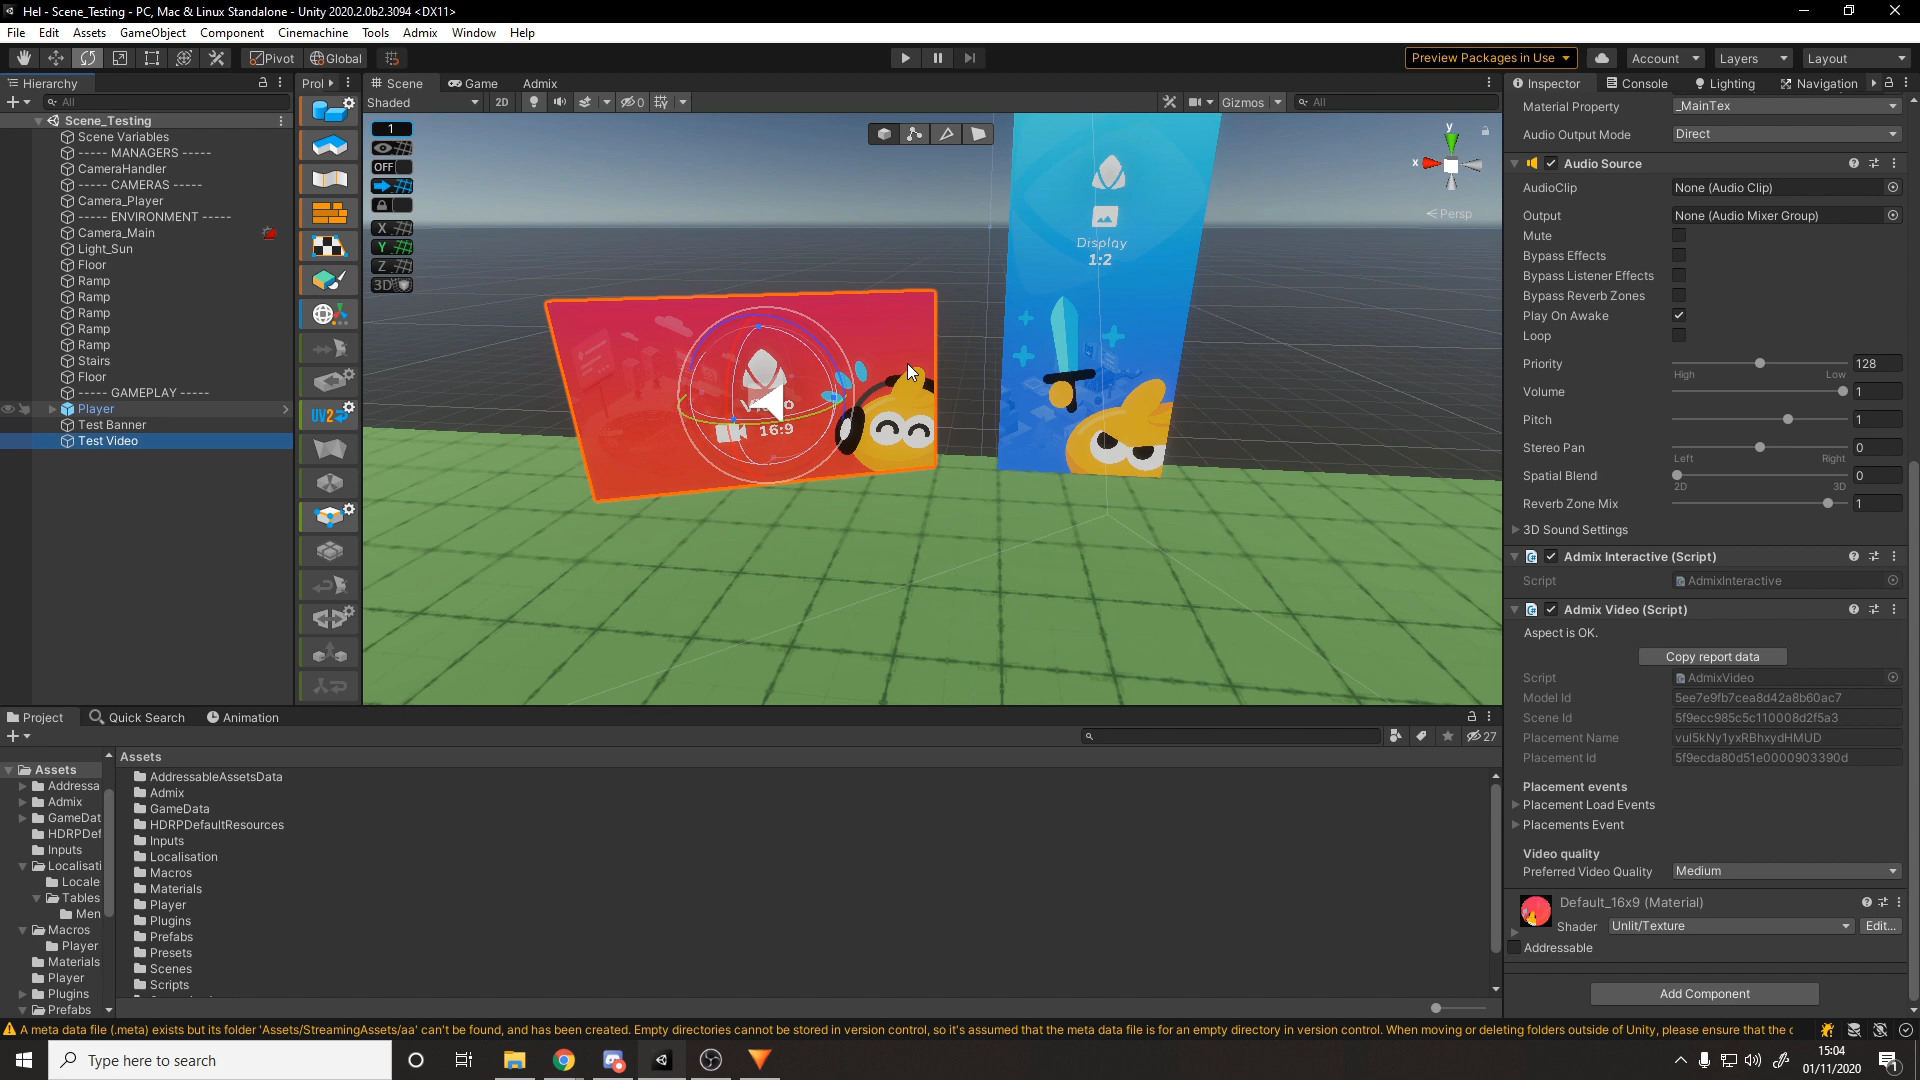 Hel - Scene_Testing - PC, Mac & Linux Standalone - Unity 2020.2.0b2.3094 <DX11>
File Edit Assets GameObject Component Cinemachine Tools Admix Window Help
Pivot Global Preview Packages in Use Account Layers Layout
Hierarchy Pro Scene Game Admix Inspector Console Lighting Navigation
All Shaded 2D 0 Gizmos All
Scene_Testing
Scene Variables
----- MANAGERS -----
CameraHandler
----- CAMERAS -----
Camera_Player
----- ENVIRONMENT -----
Camera_Main
Light_Sun
Floor
Ramp
Ramp
Ramp
Ramp
Ramp
Stairs
Floor
----- GAMEPLAY -----
Player
Test Banner
Test Video
UV2
1
OFF
X
Y
Z
3D
Display
1:2
Video
16:9
y
x
Persp
Material Property _MainTex
Audio Output Mode Direct
Audio Source
AudioClip None (Audio Clip)
Output None (Audio Mixer Group)
Mute
Bypass Effects
Bypass Listener Effects
Bypass Reverb Zones
Play On Awake
Loop
Priority 128
High Low
Volume 1
Pitch 1
Stereo Pan 0
Left Right
Spatial Blend 0
2D 3D
Reverb Zone Mix 1
3D Sound Settings
Admix Interactive (Script)
Script AdmixInteractive
Admix Video (Script)
Aspect is OK.
Copy report data
Script AdmixVideo
Model Id 5ee7e9fb7cea8d42a8b60ac7
Scene Id 5f9ecc985c5c110008d2f5a3
Placement Name vul5kNy1yxRBhxydHMUD
Placement Id 5f9ecda80d51e0000903390d
Placement events
Placement Load Events
Placements Event
Video quality
Preferred Video Quality Medium
Default_16x9 (Material)
Shader Unlit/Texture Edit...
Addressable
Add Component
Project Quick Search Animation
27
Assets
Addressa
Admix
GameDat
HDRPDef
Inputs
Localisati
Locale
Tables
Men
Macros
Player
Materials
Player
Plugins
Prefabs
Assets
AddressableAssetsData
Admix
GameData
HDRPDefaultResources
Inputs
Localisation
Macros
Materials
Player
Plugins
Prefabs
Presets
Scenes
Scripts
A meta data file (.meta) exists but its folder 'Assets/StreamingAssets/aa' can't be found, and has been created. Empty directories cannot be stored in version control, so it's assumed that the meta data file is for an empty directory in version control. When moving or deleting folders outside of Unity, please ensure that the c
Type here to search
15:04
01/11/2020
1